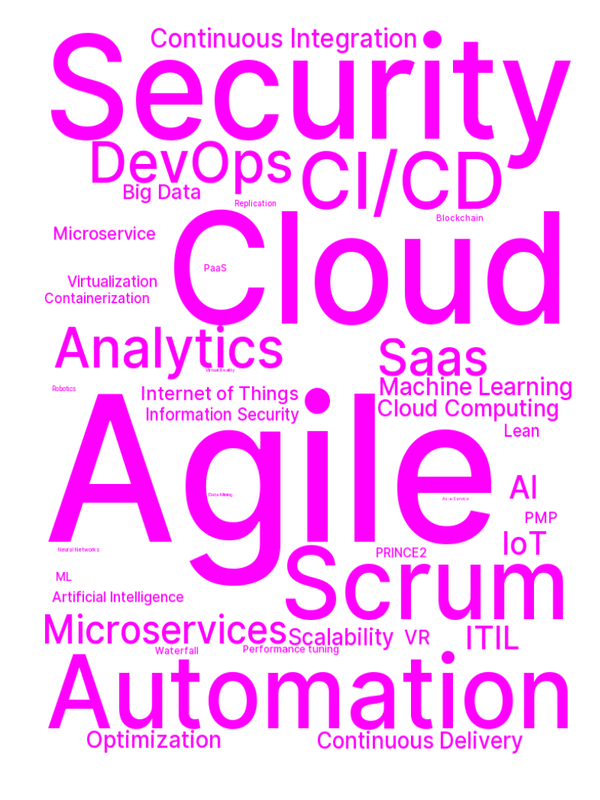 Continuous Integration
Security
DevOps
CI/CD
Big Data
Replication
Blockchain
Cloud
Microservice
PaaS
Virtualization
Containerization
Analytics
Saas
Virtual Reality
Machine Learning
Robotics
Internet of Things
Cloud Computing
Information Security
Agile
Lean
AI
Data Mining
PMP
IoT
Neural Networks
PRINCE2
Scrum
ML
Artificial Intelligence
Microservices
Scalability
VR
ITIL
Waterfall
Performance tuning
Automation
Optimization
Continuous Delivery